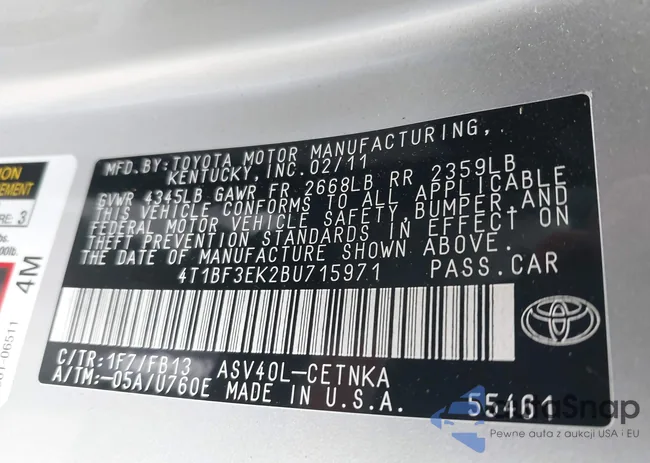 MFD.BY: TOYOTA MOTOR MANUFACTURING,
KENTUCKY, INC. 02/11
GVWR 4345LB GAWR FR 2668LB RR 2359LB
THIS VEHICLE CONFORMS TO ALL APPLICABLE
FEDERAL MOTOR VEHICLE SAFETY, BUMPER, AND
THEFT PREVENTION STANDARDS IN EFFECT ON
THE DATE OF MANUFACTURE SHOWN ABOVE.
4T1BF3EK2BU715971 PASS.CAR
C/TR: 1F7/FB13 ASV40L-CETNKA
A/TM:-05A/U760E MADE IN U.S.A. 55461
4M
RE: 3
Pewne auta z aukcji USA i EU